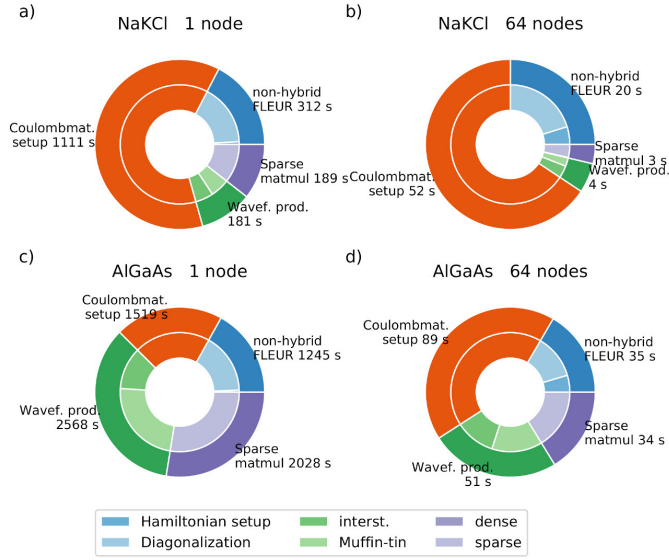 a)
NaKCl 1 node
non-hybrid
FLEUR 312 s
Coulombmat.
setup 1111 s
Sparse
matmul 189 s
Wavef. prod.
181 s
b)
NaKCl 64 nodes
non-hybrid
FLEUR 20 s
Sparse
matmul 3 s
Wavef. prod.
4 s
Coulombmat.
setup 52 s
c)
AlGaAs 1 node
Coulombmat.
setup 1519 s
non-hybrid
FLEUR 1245 s
Wavef. prod.
2568 s
Sparse
matmul 2028 s
d)
AlGaAs 64 nodes
Coulombmat.
setup 89 s
non-hybrid
FLEUR 35 s
Sparse
matmul 34 s
Wavef. prod.
51 s
Hamiltonian setup
interst.
dense
Diagonalization
Muffin-tin
sparse